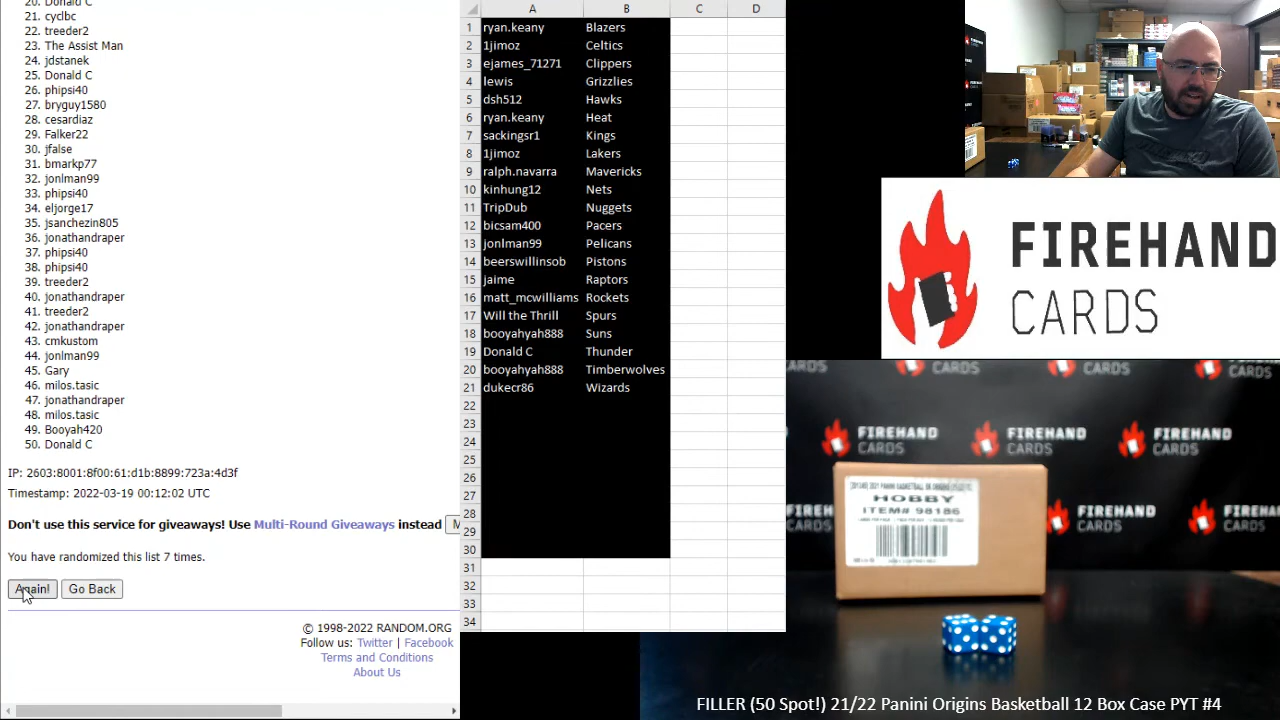 20. Donald C
21. cyclbc
22. treeder2
23. The Assist Man
24. jdstanek
25. Donald C
26. phipsi40
27. bryguy1580
28. cesardiaz
29. Falker22
30. jfalse
31. bmarkp77
32. jonlman99
33. phipsi40
34. eljorge17
35. jsanchezin805
36. jonathandraper
37. phipsi40
38. phipsi40
39. treeder2
40. jonathandraper
41. treeder2
42. jonathandraper
43. cmkustom
44. jonlman99
45. Gary
46. milos.tasic
47. jonathandraper
48. milos.tasic
49. Booyah420
50. Donald C
IP: 2603:8001:8f00:61:d1b:8899:723a:4d3f
Timestamp: 2022-03-19 00:12:02 UTC
Don't use this service for giveaways! Use Multi-Round Giveaways instead
You have randomized this list 7 times.
Again! Go Back
© 1998-2022 RANDOM.ORG
Follow us: Twitter | Facebook
Terms and Conditions
About Us
A B C D
1 ryan.keany Blazers
2 1jimoz Celtics
3 ejames_71271 Clippers
4 lewis Grizzlies
5 dsh512 Hawks
6 ryan.keany Heat
7 sackingsr1 Kings
8 1jimoz Lakers
9 ralph.navarra Mavericks
10 kinhung12 Nets
11 TripDub Nuggets
12 bicsam400 Pacers
13 jonlman99 Pelicans
14 beerswillinsob Pistons
15 jaime Raptors
16 matt_mcwilliams Rockets
17 Will the Thrill Spurs
18 booyahyah888 Suns
19 Donald C Thunder
20 booyahyah888 Timberwolves
21 dukecr86 Wizards
22
23
24
25
26
27
28
29
30
31
32
33
34
FIREHAND
CARDS
FIREHAND
CARDS
FIREHAND
CARDS
FIREHAND
CARDS
HOBBY
ITEM# 98186
FIREHAND
CARDS
FILLER (50 Spot!) 21/22 Panini Origins Basketball 12 Box Case PYT #4